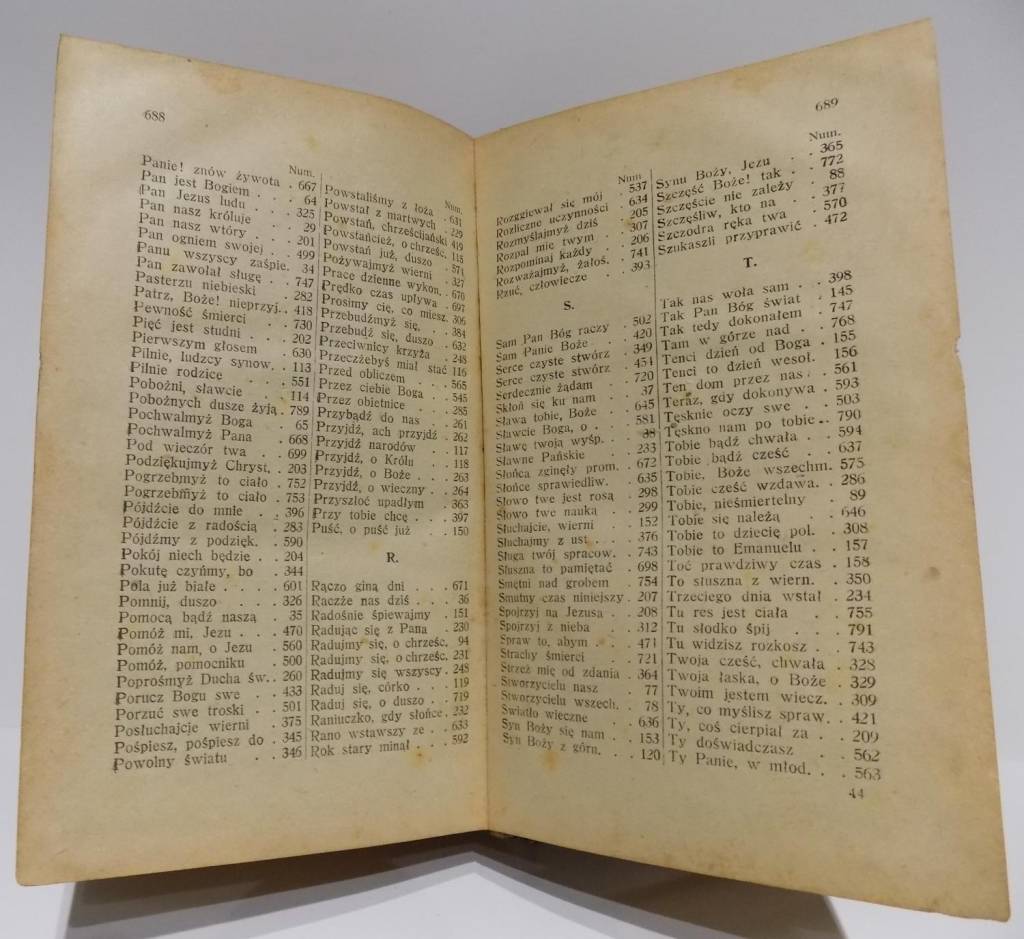 688
Num.
Panie! znów żywota . 667
Pan jest Bogiem . . . 64
Pan Jezus ludu . . . 325
Pan nasz króluje . . 29
Pan nasz wtóry . . . 201
Pan ogniem swojej . . 499
Panu wszyscy zaśpie. 34
Pan zawołał sługę . . 747
Pasterzu niebieski . 282
Patrz, Boże! nieprzyj. . 418
Pewność śmierci . . 730
Pięć jest studni . . . 202
Pierwszym głosem . 630
Pilnie, ludzcy synow. . 113
Pilnie rodzice . . . 551
Pobożni, sławcie . . 114
Pobożnych dusze żyją. 789
Pochwalmyż Boga . 65
Pochwalmyż Pana . 668
Pod wieczór twa . . 699
Podziękujmyż Chryst. . 203
Pogrzebmyż to ciało . 752
Pogrzebmyż to ciało . 753
Pójdźcie do mnie . . 396
Pójdźcie z radością . 283
Pójdźmy z podzięk. . 590
Pokój niech będzie . . 204
Pokutę czyńmy, bo . 344
Pola już białe . . . . 601
Pomnij, duszo . . . 326
Pomocą bądź naszą . 35
Pomóż mi, Jezu . . . 470
Pomóż nam, o Jezu . 560
Pomóż, pomocniku . 500
Poprośmyż Ducha św. . 260
Porucz Bogu swe . . 433
Porzuć swe troski . . 501
Posłuchajcie wierni . 375
Pośpiesz, pośpiesz do . 345
Powolny światu . . 346
Num.
Powstaliśmy z łoża . 631
Powstał z martwych . 229
Powstań, chrześcijański 419
Powstańcież, o chrześc. 115
Powstań już, duszo . 371
Pożywajmyż wierni . 327
Prace dzienne wykon. . 670
Prędko czas upływa . 697
Prosimy cię, co miesz. 306
Przebudźmyż się, . . 384
Przebudź się, duszo . 632
Przeciwnicy krzyża . 248
Przeczżebyś miał stać 116
Przed obliczem . . . 565
Przez ciebie Boga . . 545
Przez obietnice . . . 285
Przybądź do nas . . 261
Przyjdź, ach przyjdź . 262
Przyjdź narodów . . 117
Przyjdź, o Królu . . 118
Przyjdź, o Boże . . . 263
Przyjdź, o wieczny . . 264
Przyszłoć upadłym . 363
Przy tobie chcę . . . 397
Puść, o puść już . . 150
R.
Rączo giną dni . . . 671
Raczże nas dziś . . . 36
Radośnie śpiewajmy . 151
Radując się z Pana . 230
Radujmy się, o chrześc. 94
Radujmy się, o chrześc. 231
Radujmy się wszyscy . 248
Raduj się, córko . . . 119
Raduj się, o duszo . . 719
Raniuczko, gdy słońce. 232
Rano wstawszy ze . . 633
Rok stary minął . . . 592
689
Num
Rozgniewał się mój . 537
Rozliczne uczynności . 634
Rozmyślajmyż dziś . 205
Rozpal mię twym . . 307
Rozpominaj każdy . . 206
Rozważajmyż, żałoś. . 741
Rzuć, człowiecze . . 393
S.
Sam Pan Bóg raczy . 502
Sam Panie Boże . . 420
Serce czyste stwórz . 349
Serce czyste stwórz . 451
Serdecznie żądam . . 720
Skłoń się ku nam . . 37
Sława tobie, Boże . . 645
Sławcie Boga, o . . . 581
Sławę twoją wyśp. . . 38
Sławne Pańskie . . 233
Słońca zginęły prom. . 672
Słońce sprawiedliw. . 635
Słowo twe jest rosą . 298
Słowo twe nauka . . 299
Słuchajcie, wierni . . 152
Słuchajmy z ust . . . 376
Sługa twój spracow. . 743
Słuszna to pamiętać . 698
Smętni nad grobem . 754
Smutny czas niniejszy . 207
Spojrzyj na Jezusa . . 208
Spojrzyj z nieba . . 312
Spraw to, abym . . . 471
Strachy śmierci . . . 721
Strzeż mię od zdania . 364
Stworzycielu nasz . 77
Stworzycielu wszech. . 78
Światło wieczne . . 636
Syn Boży się nam . . 153
Syn Boży z górn. . . 120
Num.
Synu Boży, Jezu . . 365
Szczęść Boże! tak . . 772
Szczęście nie zależy . 88
Szczęśliw, kto na . . 377
Szczodra ręka twa . 570
Szukaszli przyprawić . 472
T.
Tak nas woła sam . . 398
Tak Pan Bóg świat . 145
Tak tedy dokonałem . 747
Tam w górze nad . . 768
Tenci dzień od Boga . 155
Tenci to dzień wesoł. . 156
Ten dom przez nas . . 561
Teraz, gdy dokonywa . 593
Tęsknie oczy swe . . 503
Tęskno nam po tobie . . 790
Tobie bądź chwała . . 594
Tobie bądź cześć . . 637
Tobie, Boże wszechm. 575
Tobie cześć wzdawa. . 286
Tobie, nieśmiertelny . 89
Tobie się należą . . 646
Tobie to dziecię pol. . 308
Tobie to Emanuelu . . 157
Toć prawdziwy czas . 158
To słuszna z wiern. . 350
Trzeciego dnia wstał . 234
Tu res jest ciała . . 755
Tu słodko śpij . . . 791
Tu widzisz rozkosz . . 743
Twoja cześć, chwała . 328
Twoja łaska, o Boże . 329
Twoim jestem wiecz. . 309
Ty, co myślisz spraw. . 421
Ty, coś cierpiał za . . 209
Ty doświadczasz . . 562
Ty Panie, w młod. . . 563
44